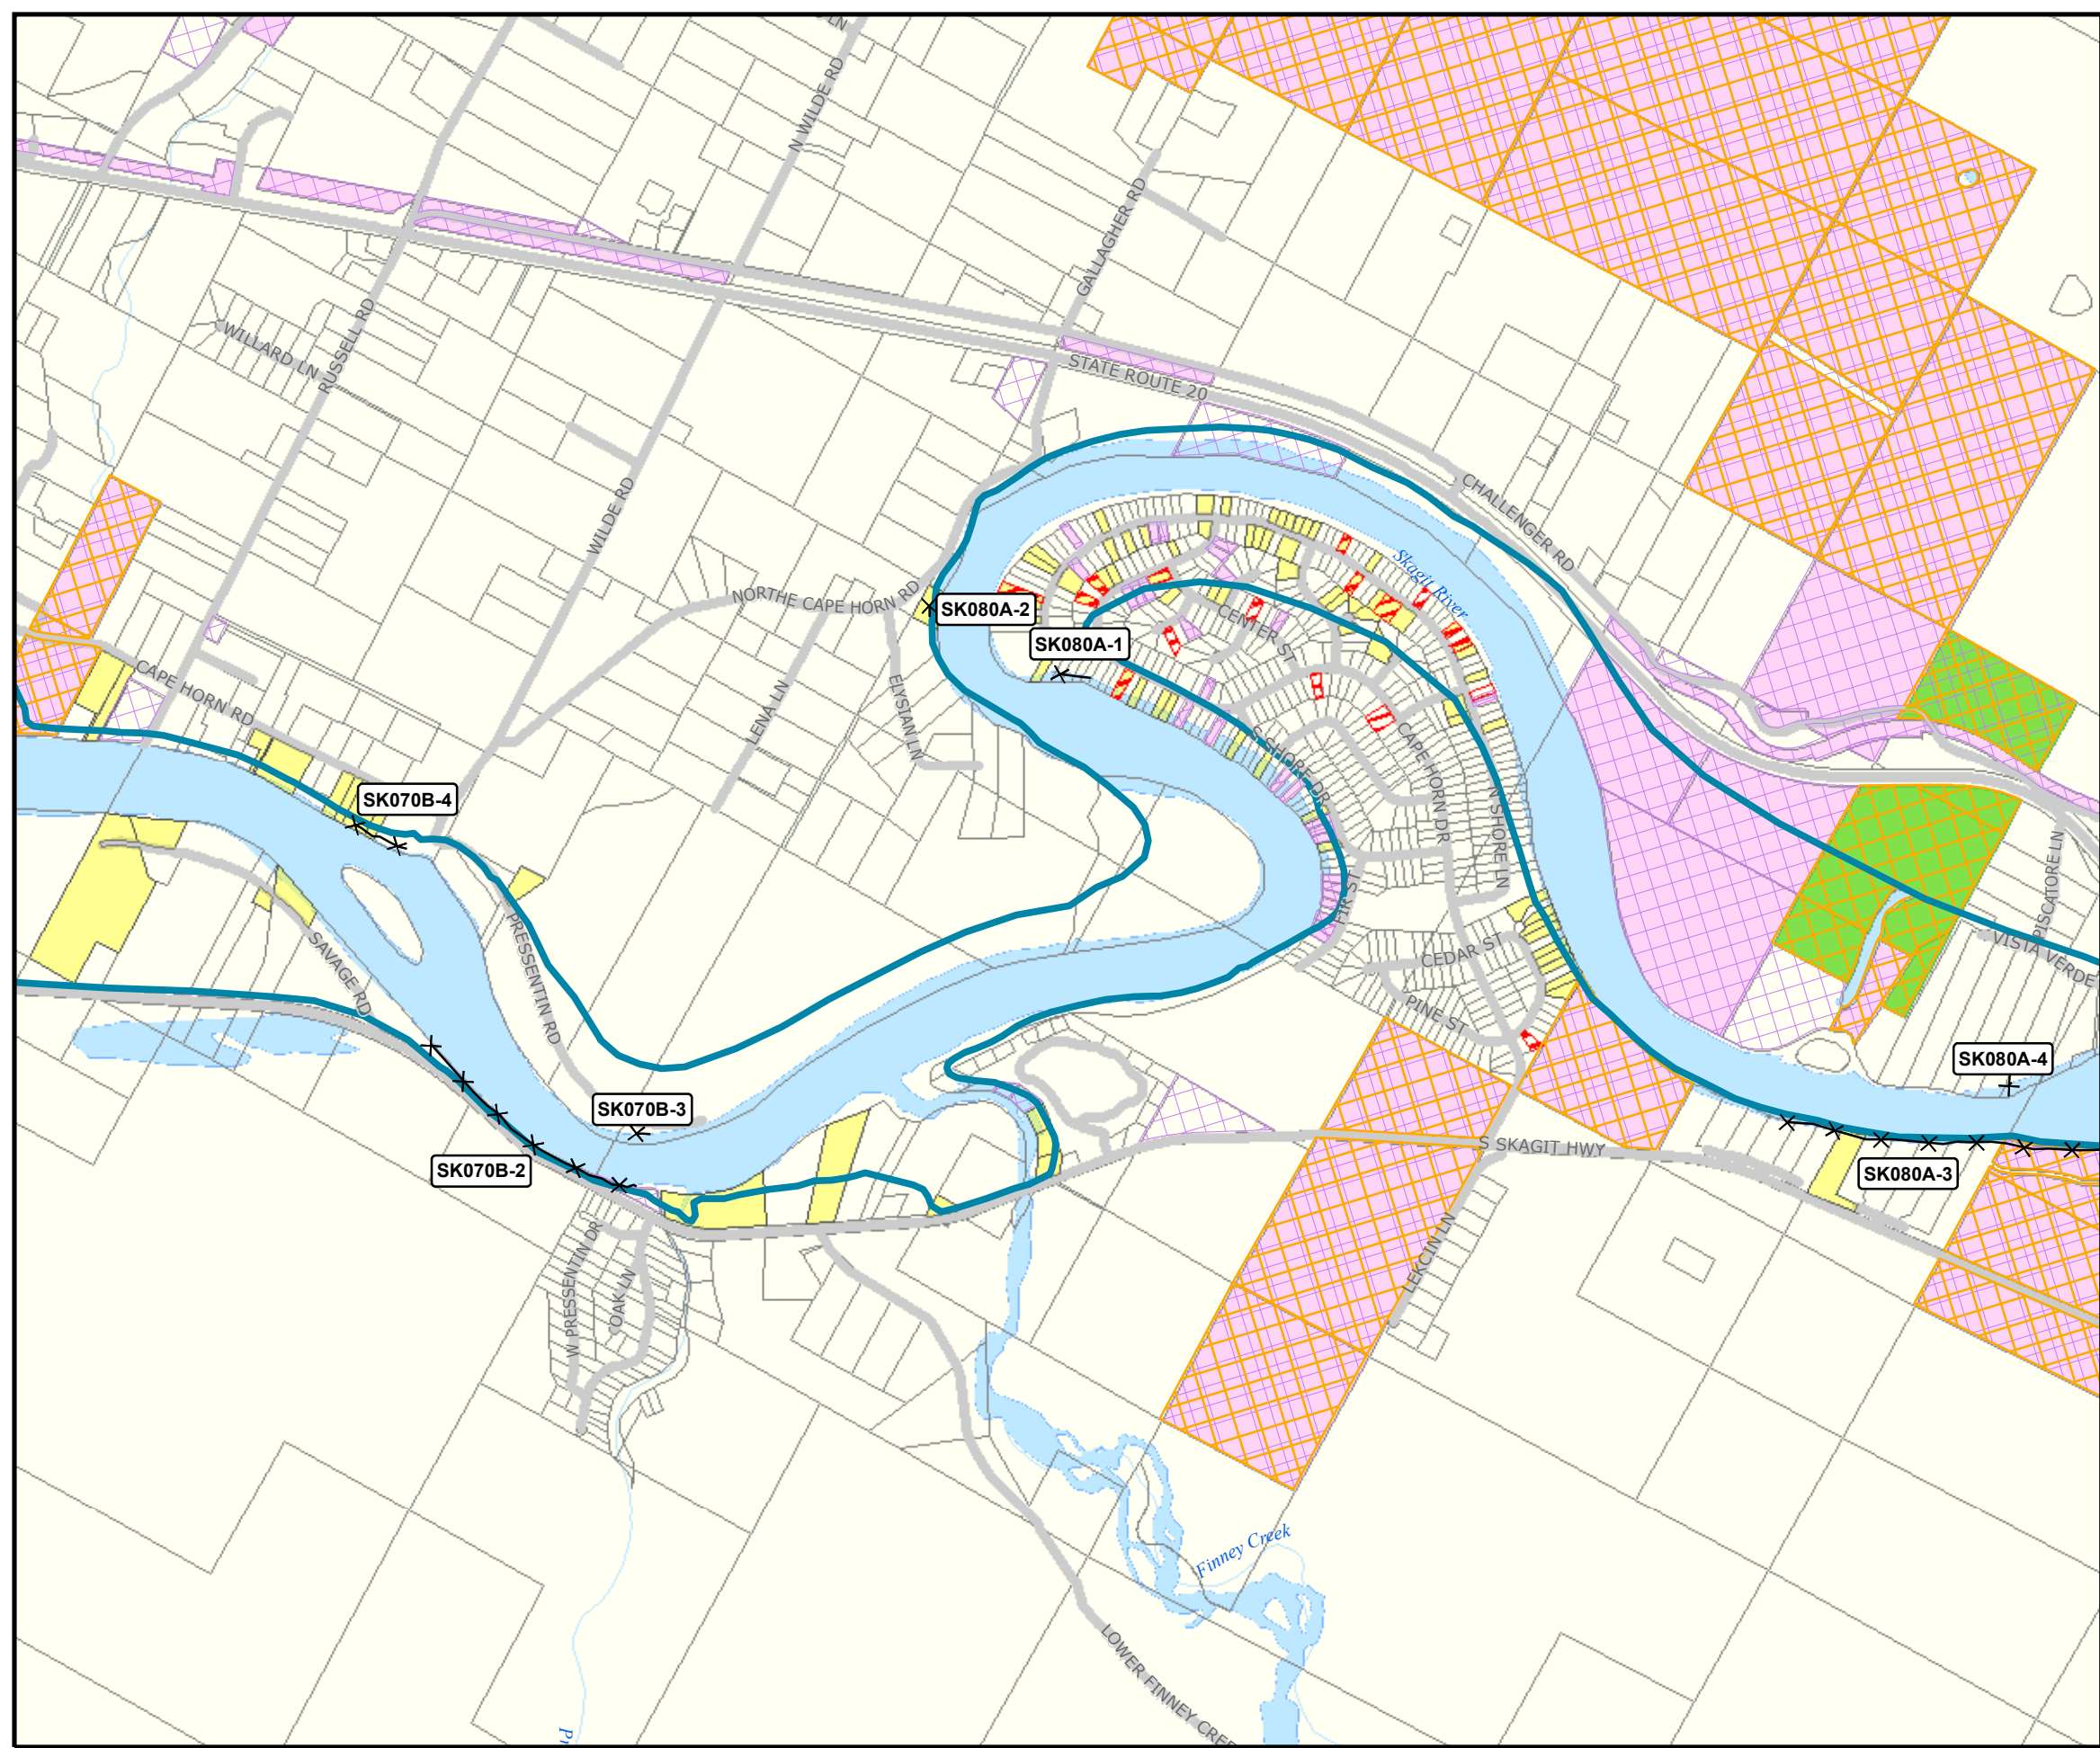 N WILDE RD
GALLAGHER RD
STATE ROUTE 20
RUSSELL RD
WILLARD LN
WILDE RD
CHALLENGER RD
Skagit River
NORTHE CAPE HORN RD
SK080A-2
SK080A-1
CENTER ST
CAPE HORN RD
ELYSIAN LN
LENA LN
S SHORE DR
CAPE HORN DR
N SHORE LN
SK070B-4
FIR ST
PISCATORE LN
VISTA VERDE
SAVAGE RD
PRESSENTIN RD
CEDAR ST
PINE ST
SK080A-4
SK070B-3
S SKAGIT HWY
SK080A-3
SK070B-2
W PRESSENTIN DR
OAK LN
LEKCIN LN
Finney Creek
LOWER FINNEY CREE